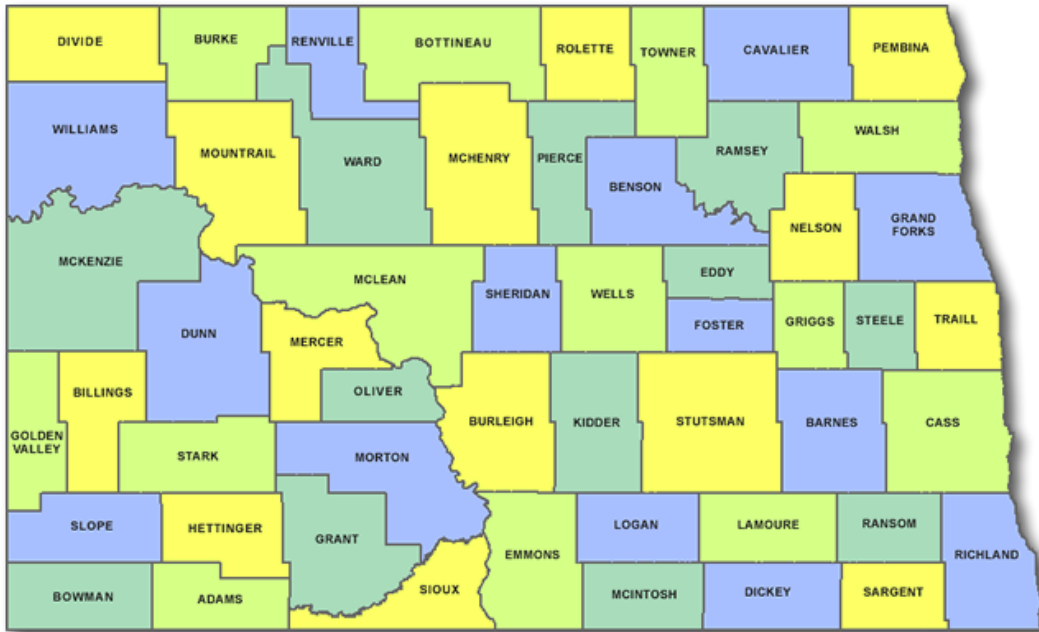 DIVIDE
BURKE
RENVILLE
BOTTINEAU
ROLETTE
TOWNER
CAVALIER
PEMBINA
WILLIAMS
MOUNTRAIL
WARD
MCHENRY
PIERCE
BENSON
RAMSEY
WALSH
NELSON
GRAND
FORKS
MCKENZIE
DUNN
MCLEAN
MERCER
OLIVER
SHERIDAN
WELLS
EDDY
FOSTER
GRIGGS
STEELE
TRAILL
GOLDEN
VALLEY
BILLINGS
STARK
MORTON
BURLEIGH
KIDDER
STUTSMAN
BARNES
CASS
SLOPE
HETTINGER
GRANT
EMMONS
LOGAN
LAMOURE
RANSOM
RICHLAND
BOWMAN
ADAMS
SIOUX
MCINTOSH
DICKEY
SARGENT